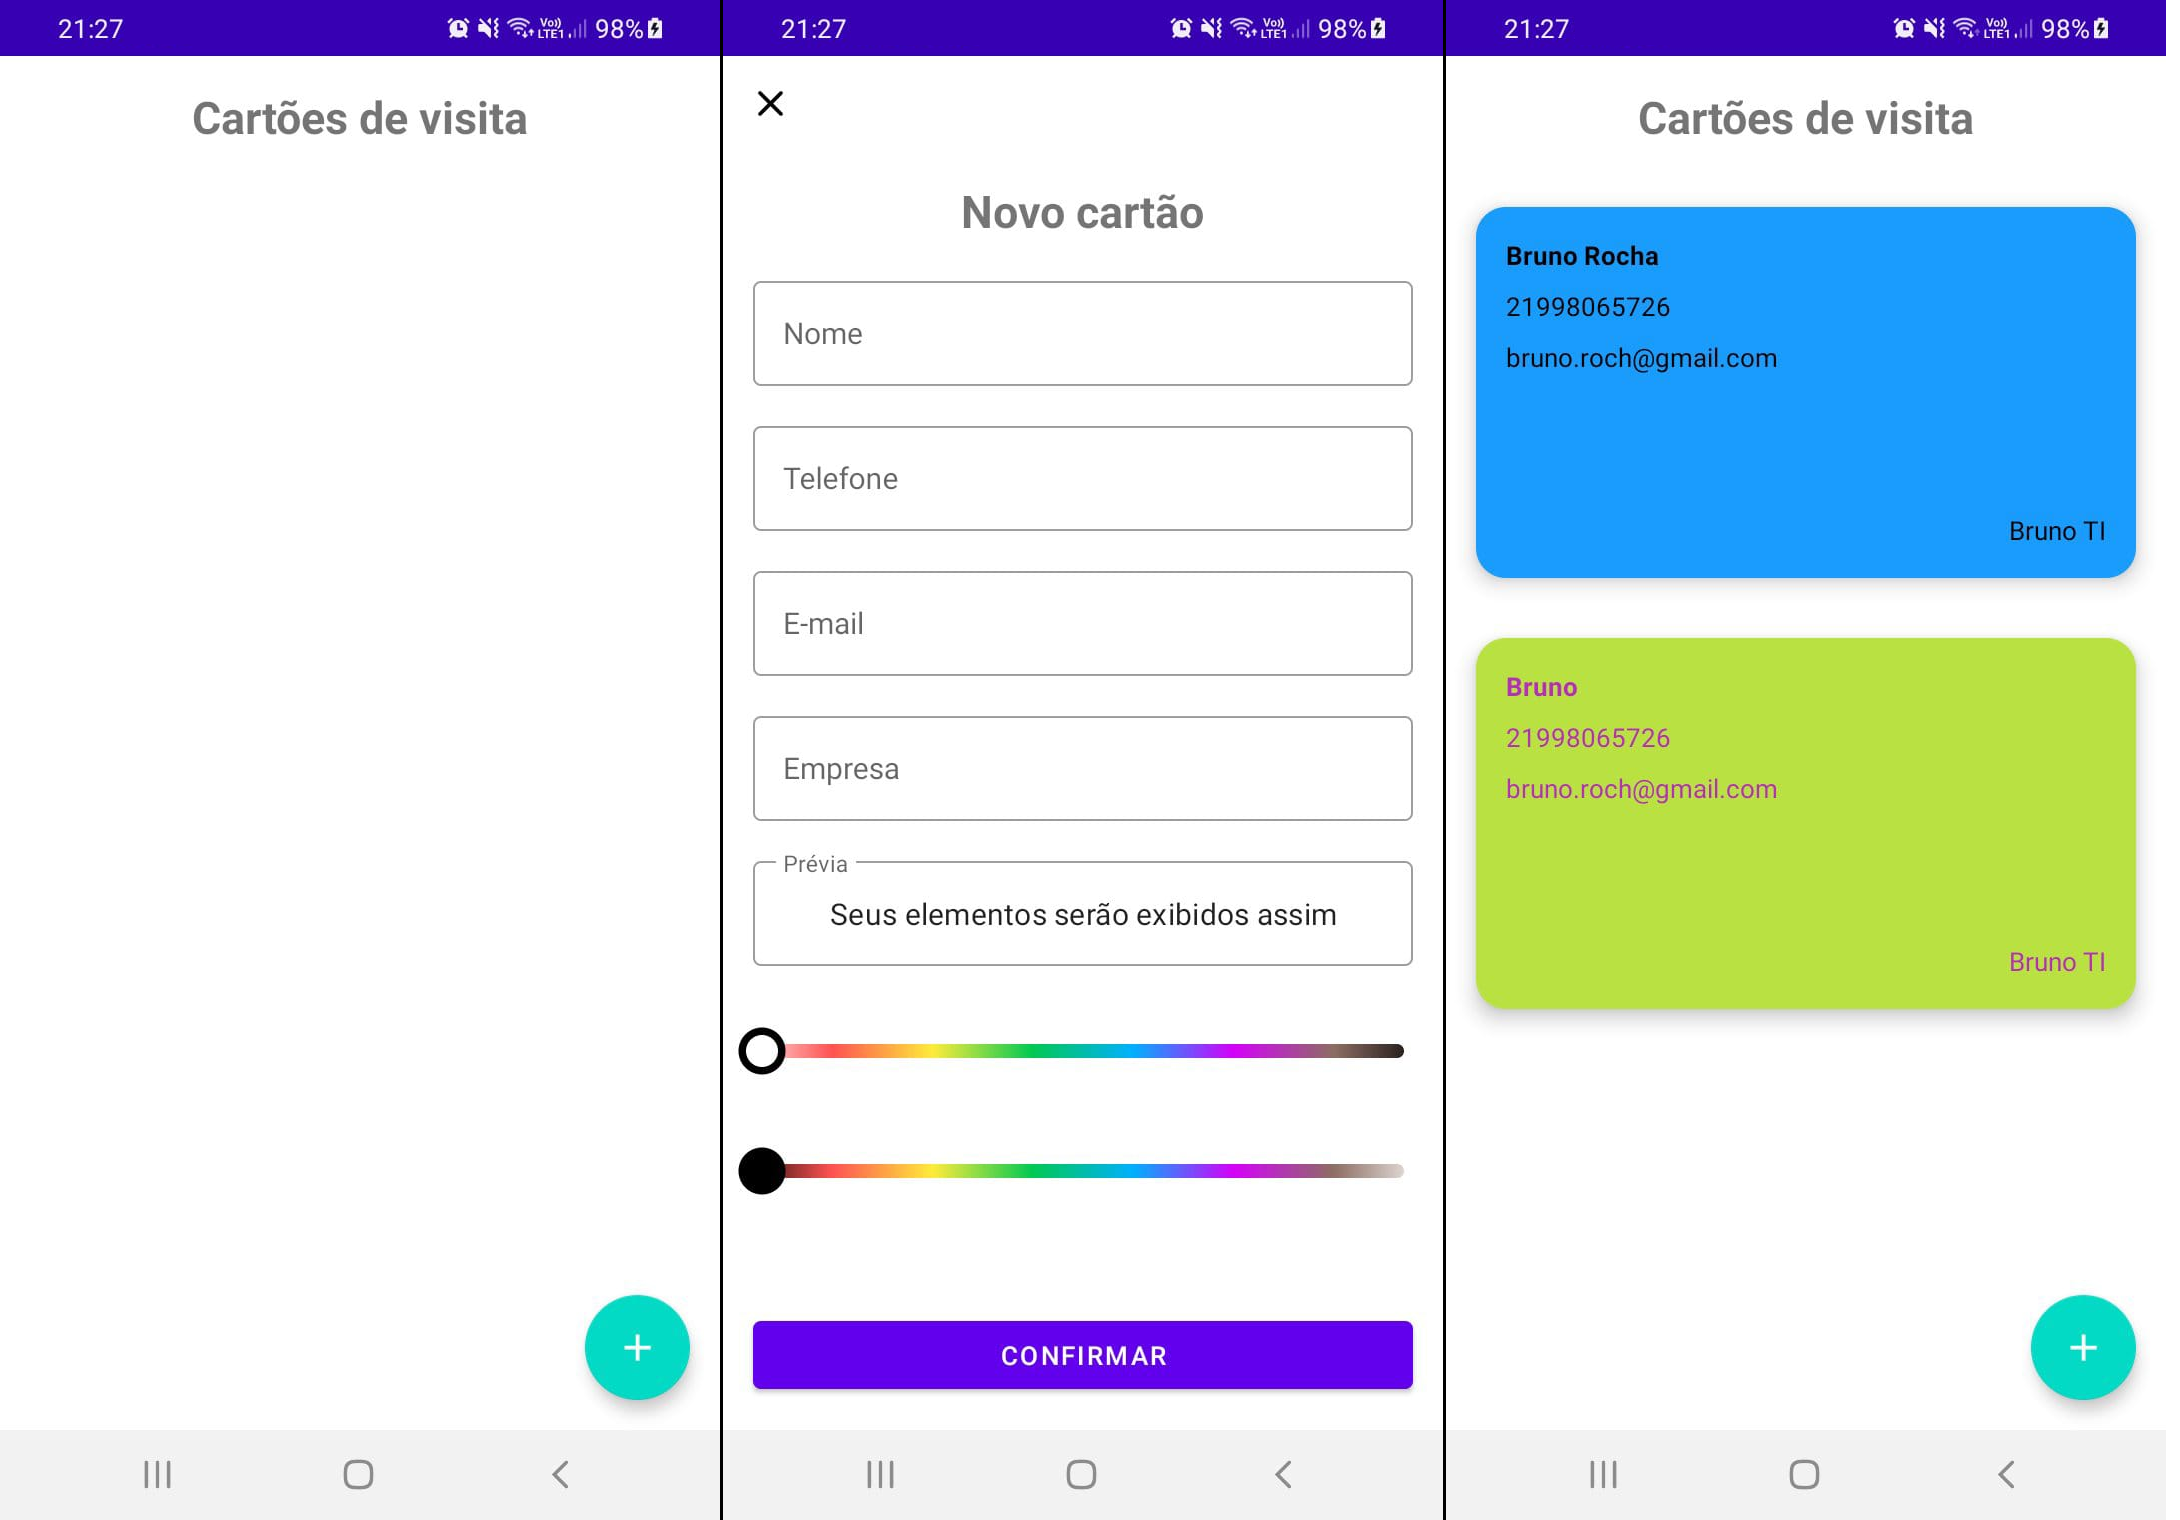 21:27
Vo))
LTE1
98%
Cartões de visita
21:27
Vo))
LTE1
98%
Novo cartão
Nome
Telefone
E-mail
Empresa
Prévia
Seus elementos serão exibidos assim
CONFIRMAR
21:27
Vo))
LTE1
98%
Cartões de visita
Bruno Rocha
21998065726
bruno.roch@gmail.com
Bruno TI
Bruno
21998065726
bruno.roch@gmail.com
Bruno TI